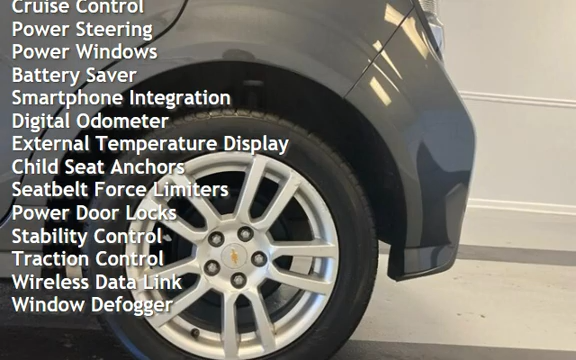 Cruise Control
Power Steering
Power Windows
Battery Saver
Smartphone Integration
Digital Odometer
External Temperature Display
Child Seat Anchors
Seatbelt Force Limiters
Power Door Locks
Stability Control
Traction Control
Wireless Data Link
Window Defogger